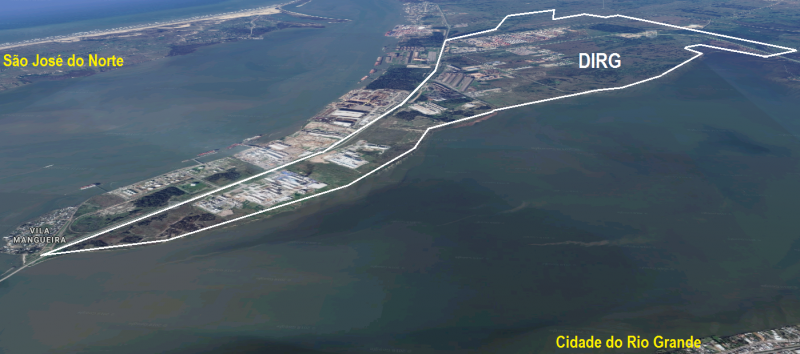 São José do Norte
DIRG
VILA
MANGUEIRA
Cidade do Rio Grande